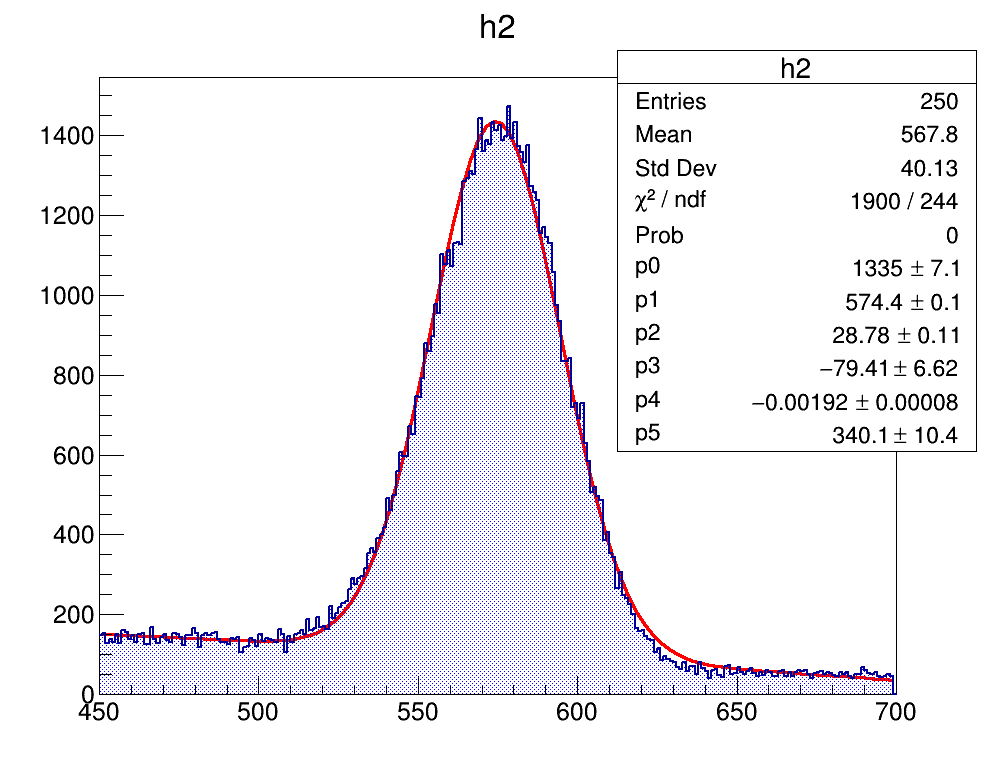 h2
h2
Entries 250
Mean 567.8
Std Dev 40.13
χ² / ndf 1900 / 244
Prob 0
p0 1335 ± 7.1
p1 574.4 ± 0.1
p2 28.78 ± 0.11
p3 −79.41 ± 6.62
p4 −0.00192 ± 0.00008
p5 340.1 ± 10.4
1400
1200
1000
800
600
400
200
0
450 500 550 600 650 700